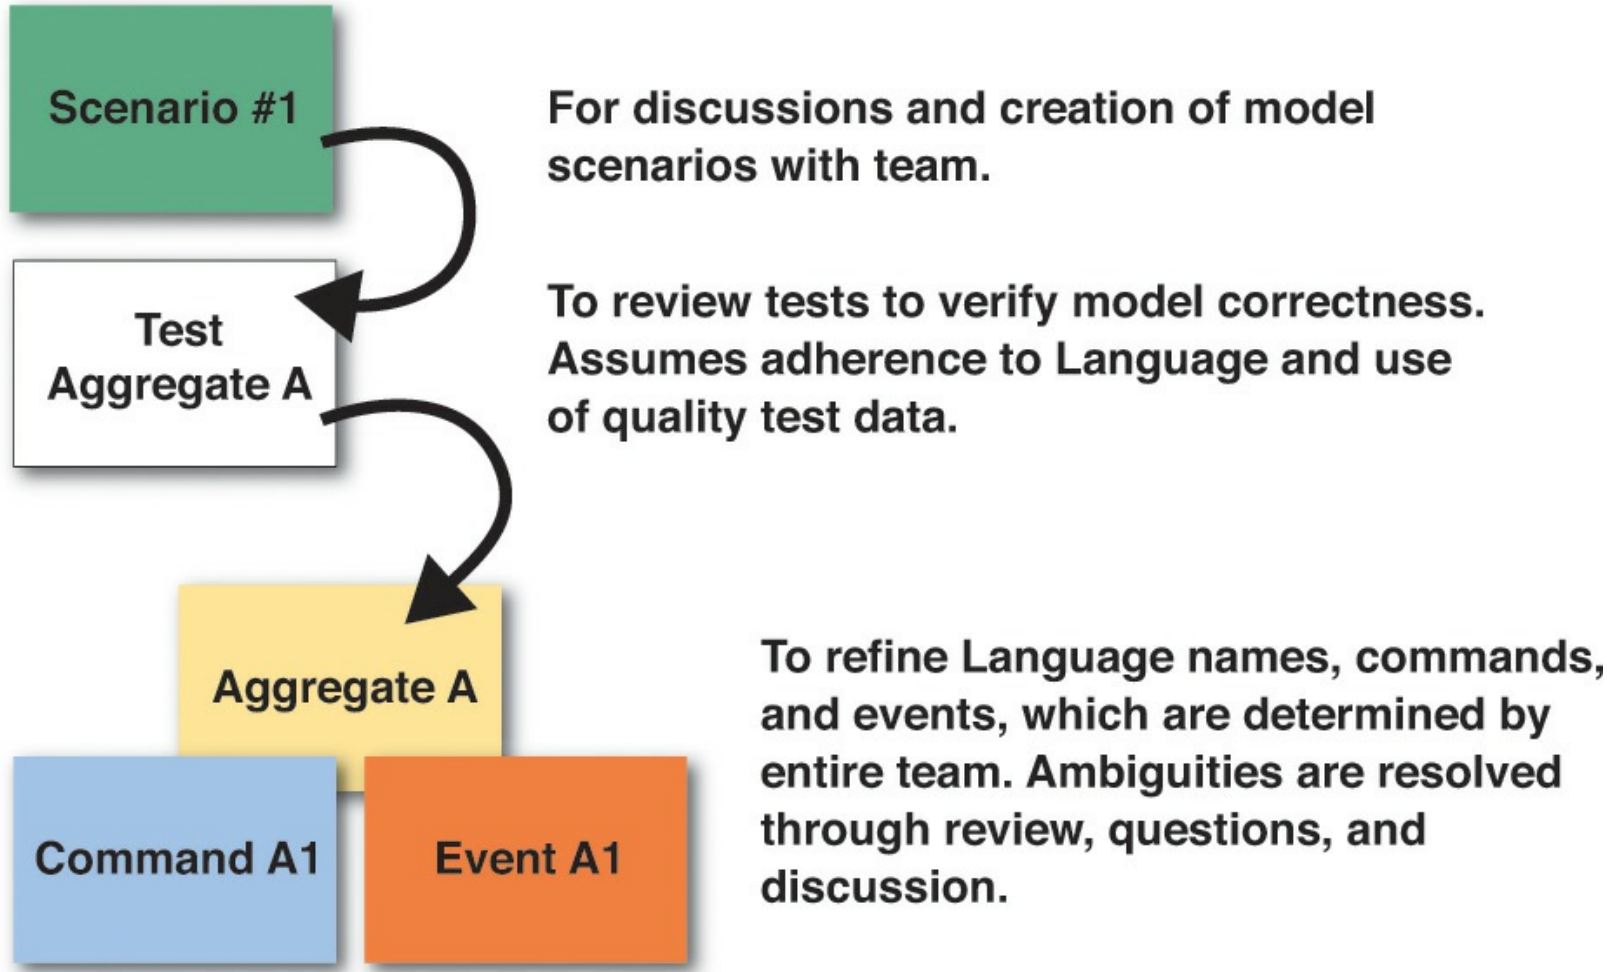 Scenario #1
For discussions and creation of model
scenarios with team.
Test
Aggregate A
To review tests to verify model correctness.
Assumes adherence to Language and use
of quality test data.
Aggregate A
Command A1
Event A1
To refine Language names, commands,
and events, which are determined by
entire team. Ambiguities are resolved
through review, questions, and
discussion.